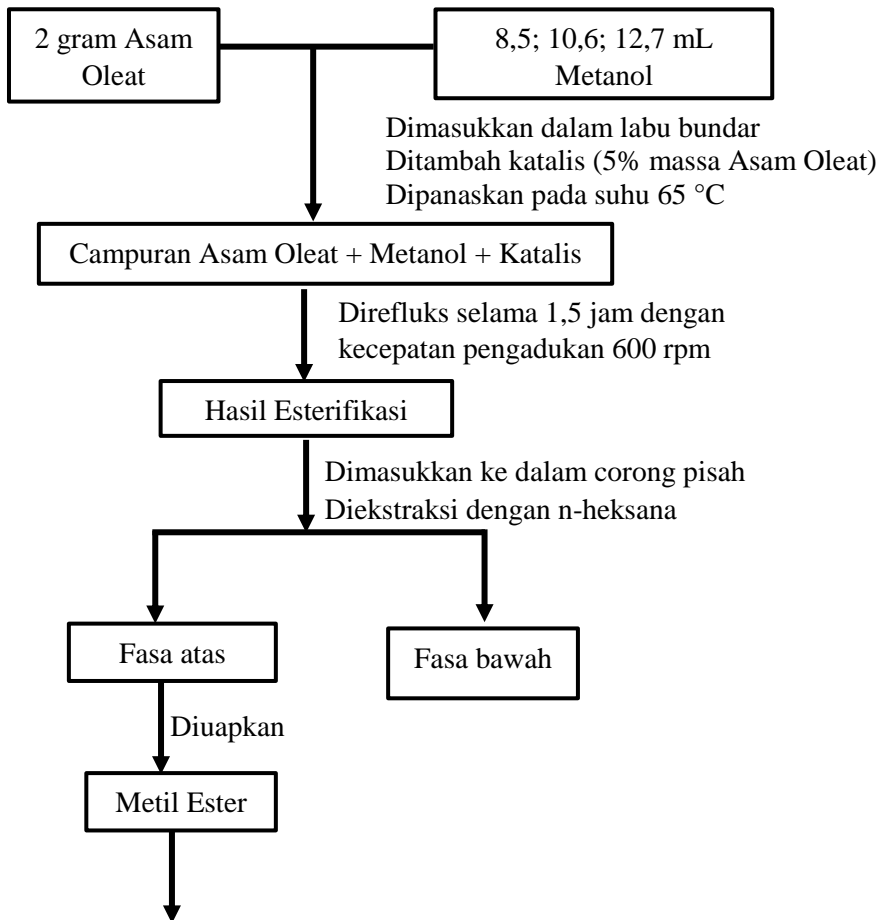 2 gram Asam
Oleat
8,5; 10,6; 12,7 mL
Metanol
Dimasukkan dalam labu bundar
Ditambah katalis (5% massa Asam Oleat)
Dipanaskan pada suhu 65 °C
Campuran Asam Oleat + Metanol + Katalis
Direfluks selama 1,5 jam dengan
kecepatan pengadukan 600 rpm
Hasil Esterifikasi
Dimasukkan ke dalam corong pisah
Diekstraksi dengan n-heksana
Fasa atas
Fasa bawah
Diuapkan
Metil Ester